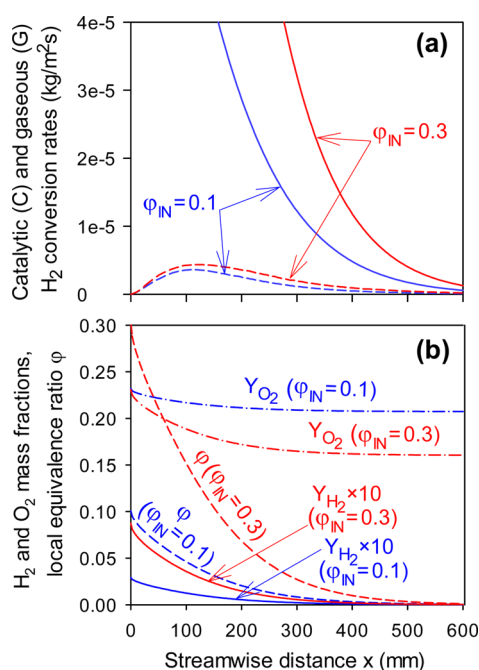 Catalytic (C) and gaseous (G)
H₂ conversion rates (kg/m²s)
4e-5
3e-5
2e-5
1e-5
0
(a)
φIN=0.3
φIN=0.1
H₂ and O₂ mass fractions,
local equivalence ratio φ
0.30
0.25
0.20
0.15
0.10
0.05
0.00
(b)
YO₂ (φIN=0.1)
YO₂ (φIN=0.3)
φ (φIN=0.3)
φ
(φIN=0.1)
YH₂×10
(φIN=0.3)
YH₂×10
(φIN=0.1)
0 100 200 300 400 500 600
Streamwise distance x (mm)